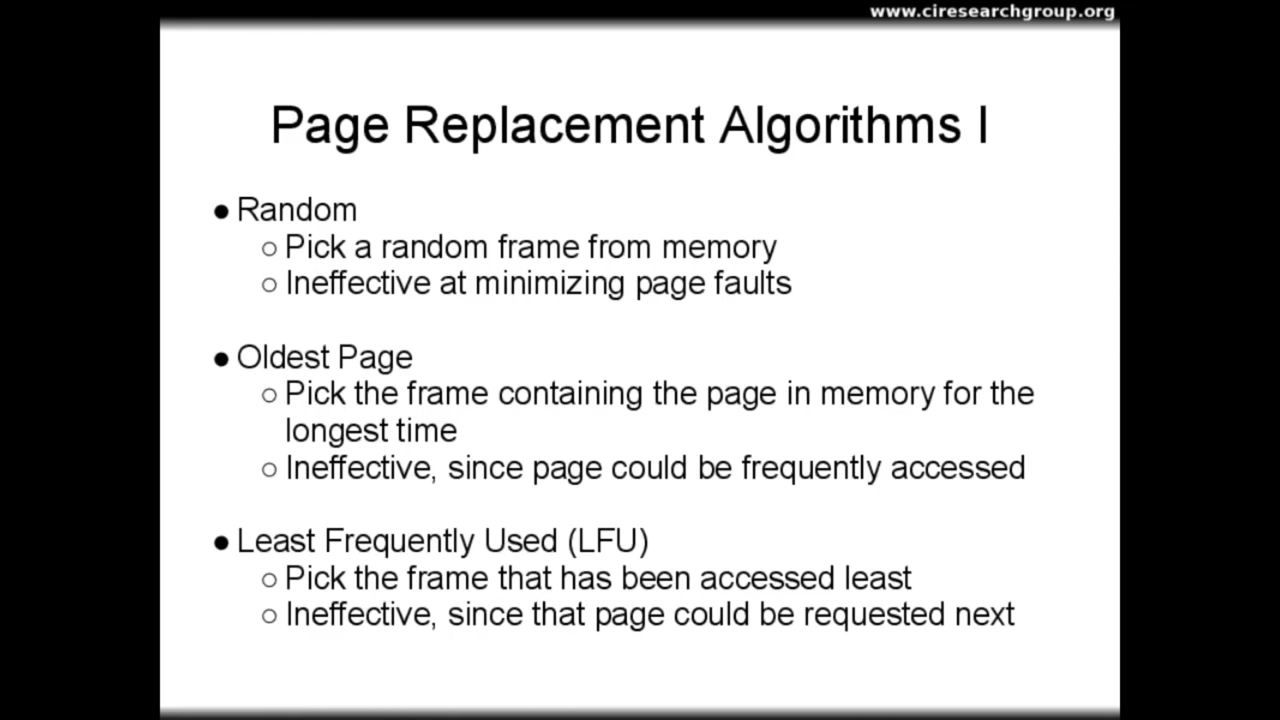 www.ciresearchgroup.org
Page Replacement Algorithms I
● Random
○ Pick a random frame from memory
○ Ineffective at minimizing page faults
● Oldest Page
○ Pick the frame containing the page in memory for the
longest time
○ Ineffective, since page could be frequently accessed
● Least Frequently Used (LFU)
○ Pick the frame that has been accessed least
○ Ineffective, since that page could be requested next